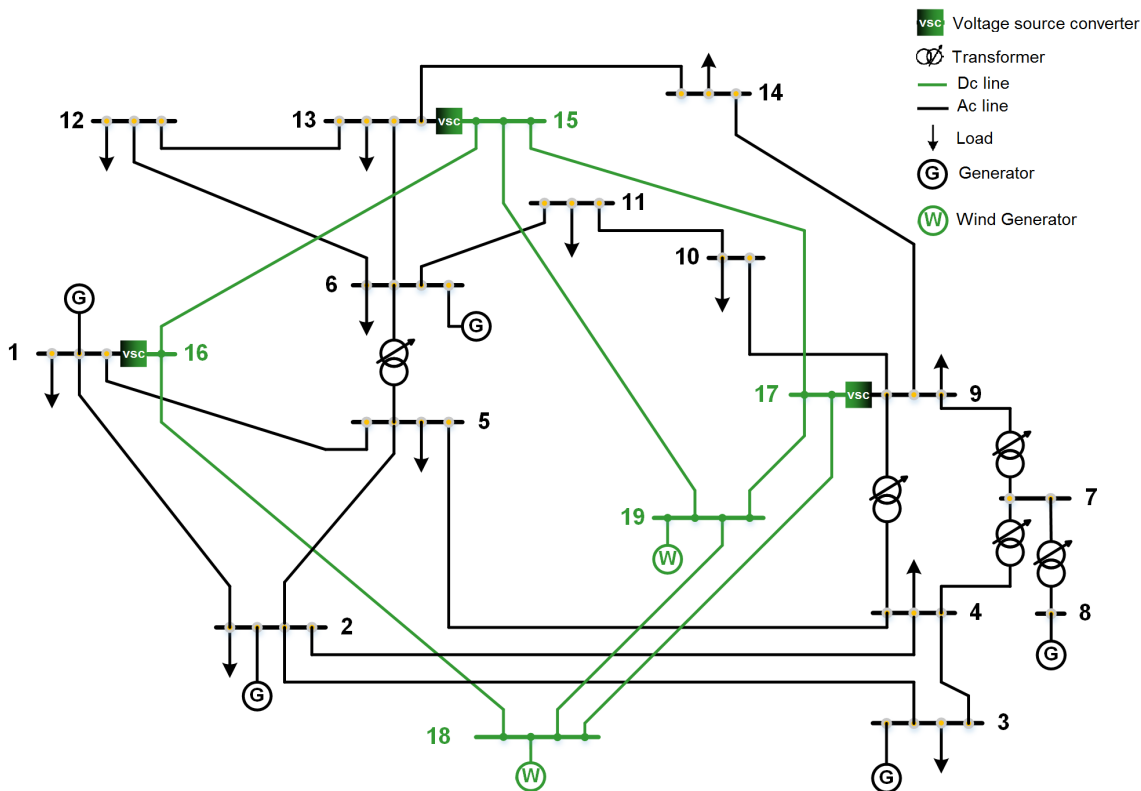 vsc Voltage source converter
Transformer
Dc line
Ac line
Load
G Generator
W Wind Generator
14
12
13
vsc
15
11
10
6
G
G
1
vsc
16
17
vsc
9
5
7
19
W
4
8
2
G
G
3
18
W
G